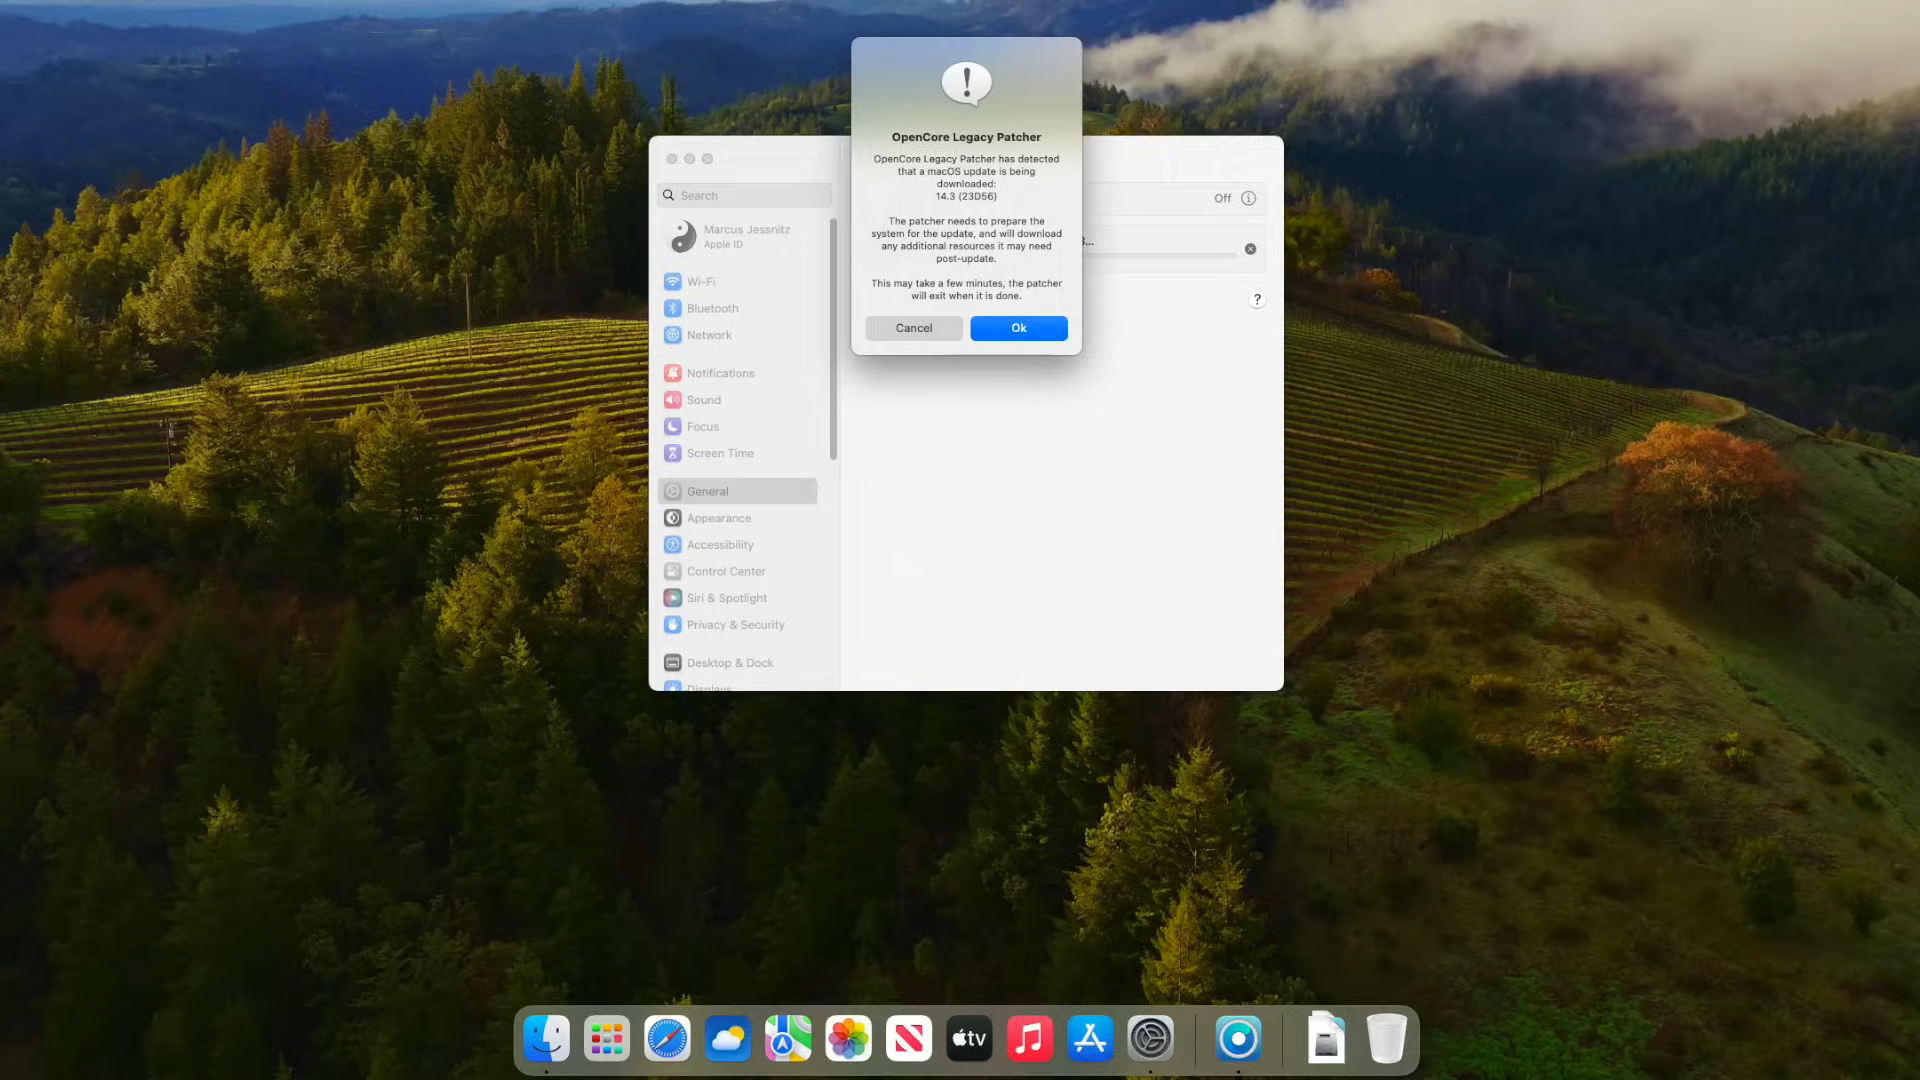 OpenCore Legacy Patcher
OpenCore Legacy Patcher has detected
that a macOS update is being
downloaded:
14.3 (23D56)
The patcher needs to prepare the
system for the update, and will download
any additional resources it may need
post-update.
This may take a few minutes, the patcher
will exit when it is done.
Cancel
Ok
Search
Marcus Jessnitz
Apple ID
Wi-Fi
Bluetooth
Network
Notifications
Sound
Focus
Screen Time
General
Appearance
Accessibility
Control Center
Siri & Spotlight
Privacy & Security
Desktop & Dock
Displays
Off
?
tv